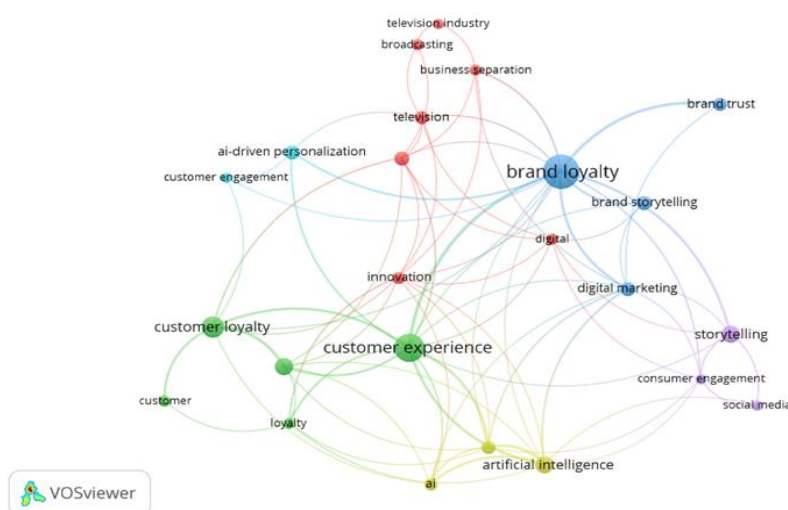 television industry
broadcasting
business separation
brand trust
television
ai-driven personalization
brand loyalty
customer engagement
brand storytelling
digital
innovation
digital marketing
customer loyalty
storytelling
customer experience
consumer engagement
customer
social media
loyalty
artificial intelligence
ai
VOSviewer